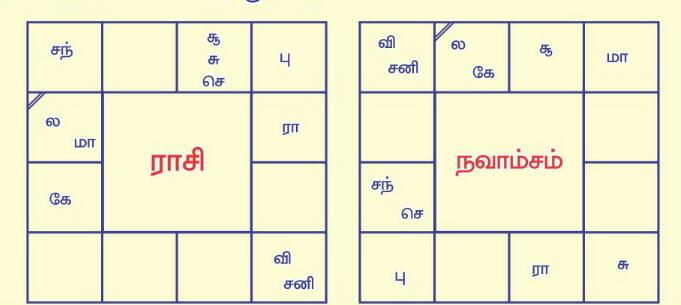 சந்
சூ
சு
செ
பு
ல
மா
ரா
ராசி
கே
வி
சனி
வி
சனி
ல
கே
சூ
மா
நவாம்சம்
சந்
செ
பு
ரா
சு